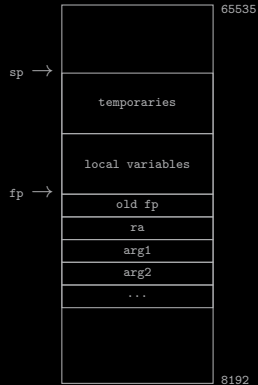 65535
sp →
temporaries
local variables
fp →
old fp
ra
arg1
arg2
...
8192